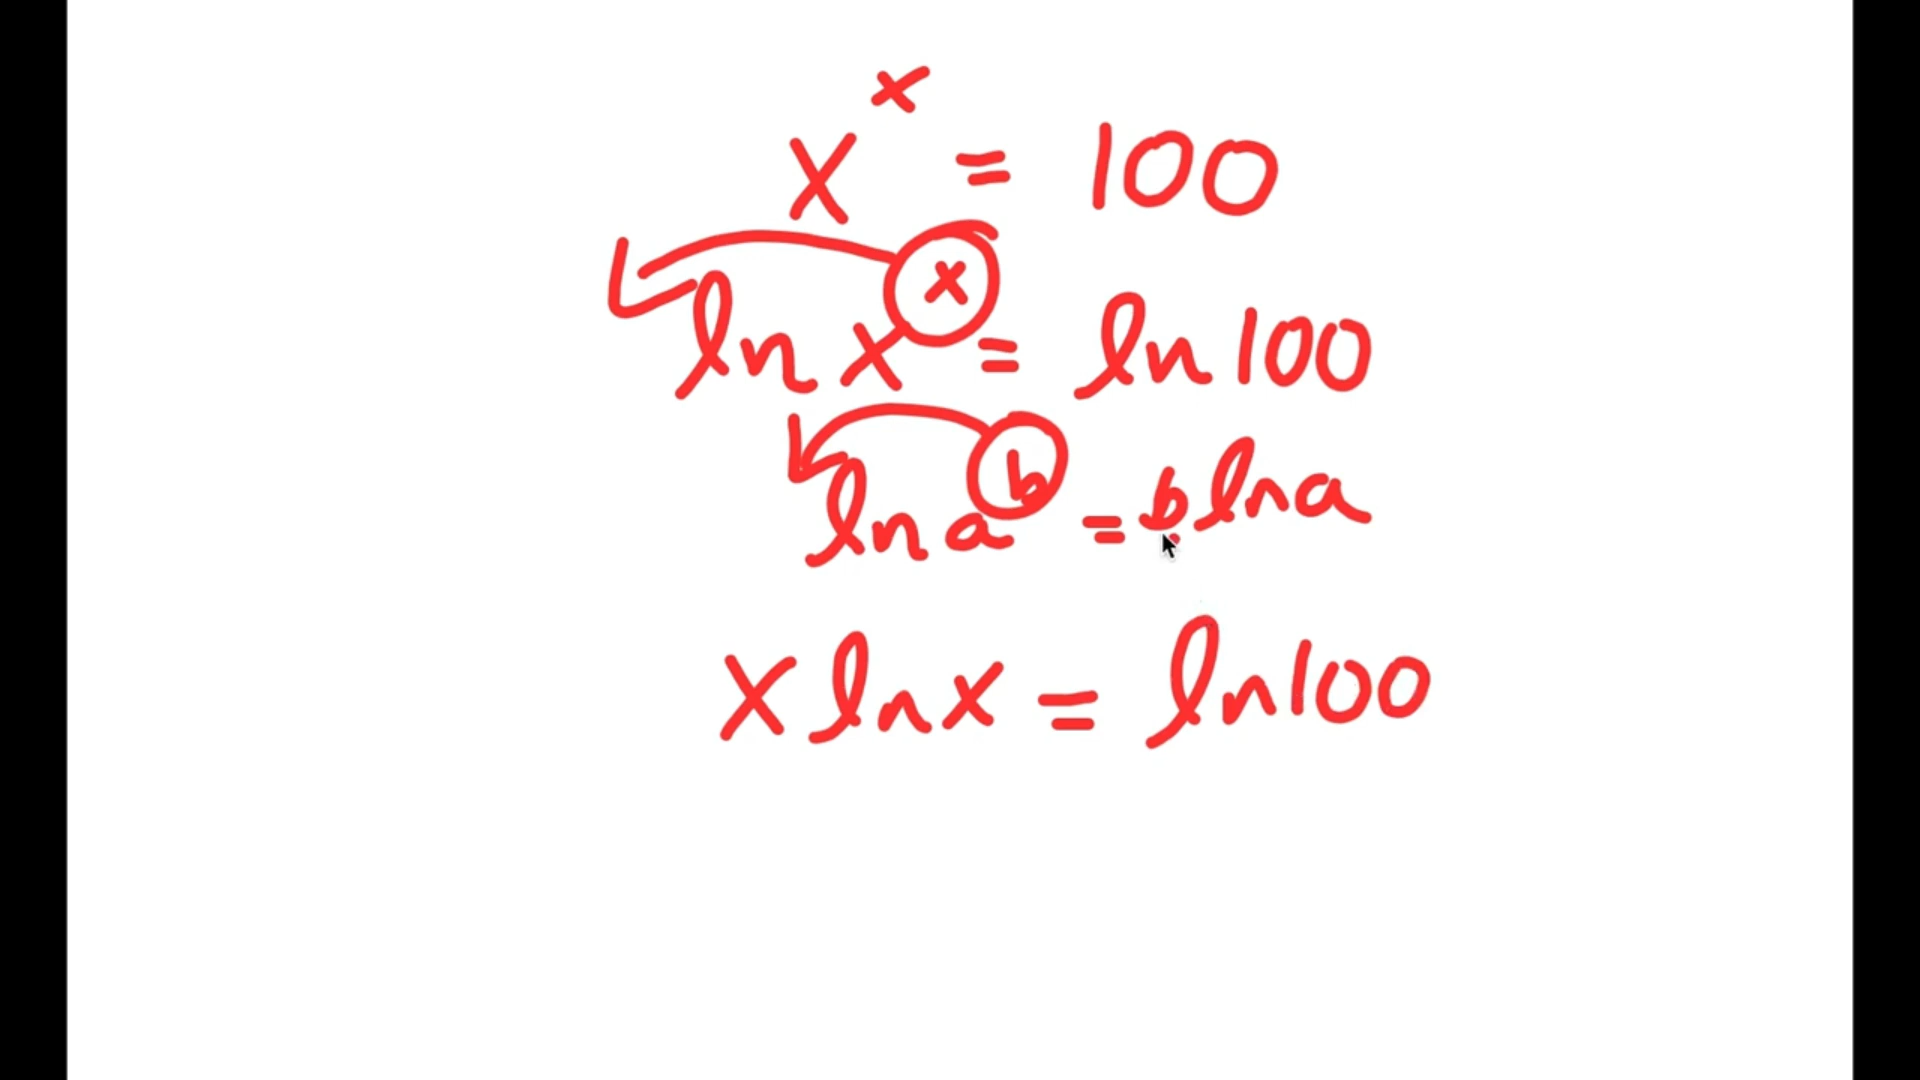 x^x = 100
ln x^x = ln 100
ln a^b = b ln a
x ln x = ln 100